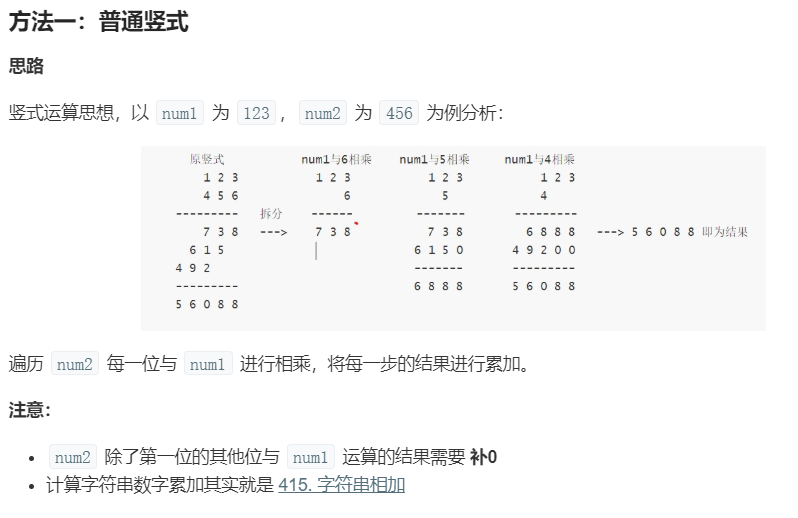 方法一：普通竖式
思路
竖式运算思想，以 num1 为 123 ， num2 为 456 为例分析：
原竖式 num1与6相乘 num1与5相乘 num1与4相乘
1 2 3 1 2 3 1 2 3 1 2 3
4 5 6 6 5 4
--------- 拆分 ------ ------- ---------
7 3 8 ---> 7 3 8 7 3 8 6 8 8 8 ---> 5 6 0 8 8 即为结果
6 1 5 6 1 5 0 4 9 2 0 0
4 9 2 ------- ---------
--------- 6 8 8 8 5 6 0 8 8
5 6 0 8 8
遍历 num2 每一位与 num1 进行相乘，将每一步的结果进行累加。
注意：
• num2 除了第一位的其他位与 num1 运算的结果需要 补0
• 计算字符串数字累加其实就是 415. 字符串相加